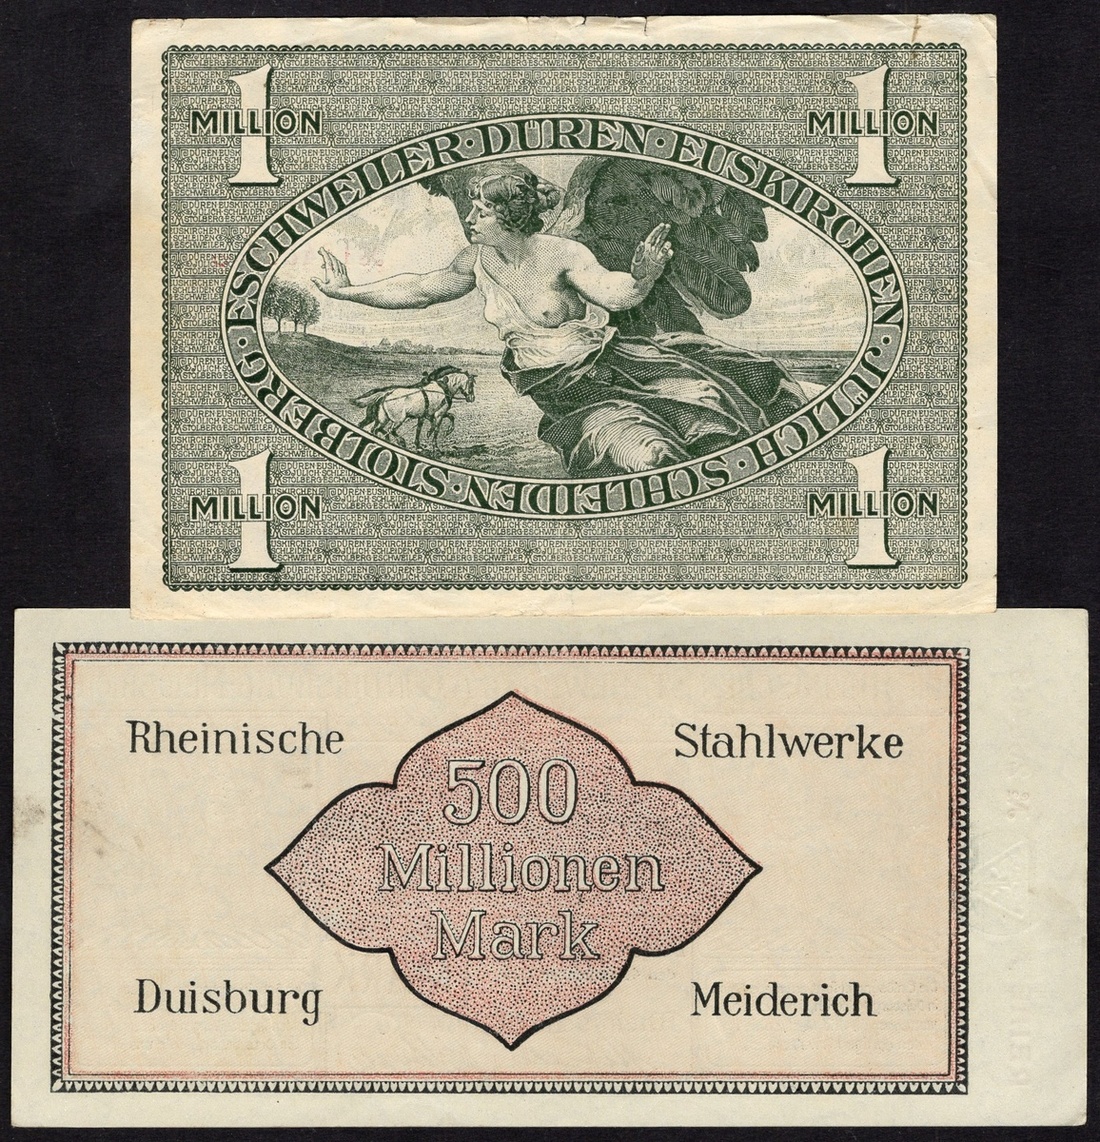 1 MILLION
1 MILLION
ESCHWEILER · DÜREN · EUSKIRCHEN · JÜLICH · SCHLEIDEN · STOLBERG ·
1 MILLION
1 MILLION
Rheinische Stahlwerke
500
Millionen
Mark
Duisburg Meiderich